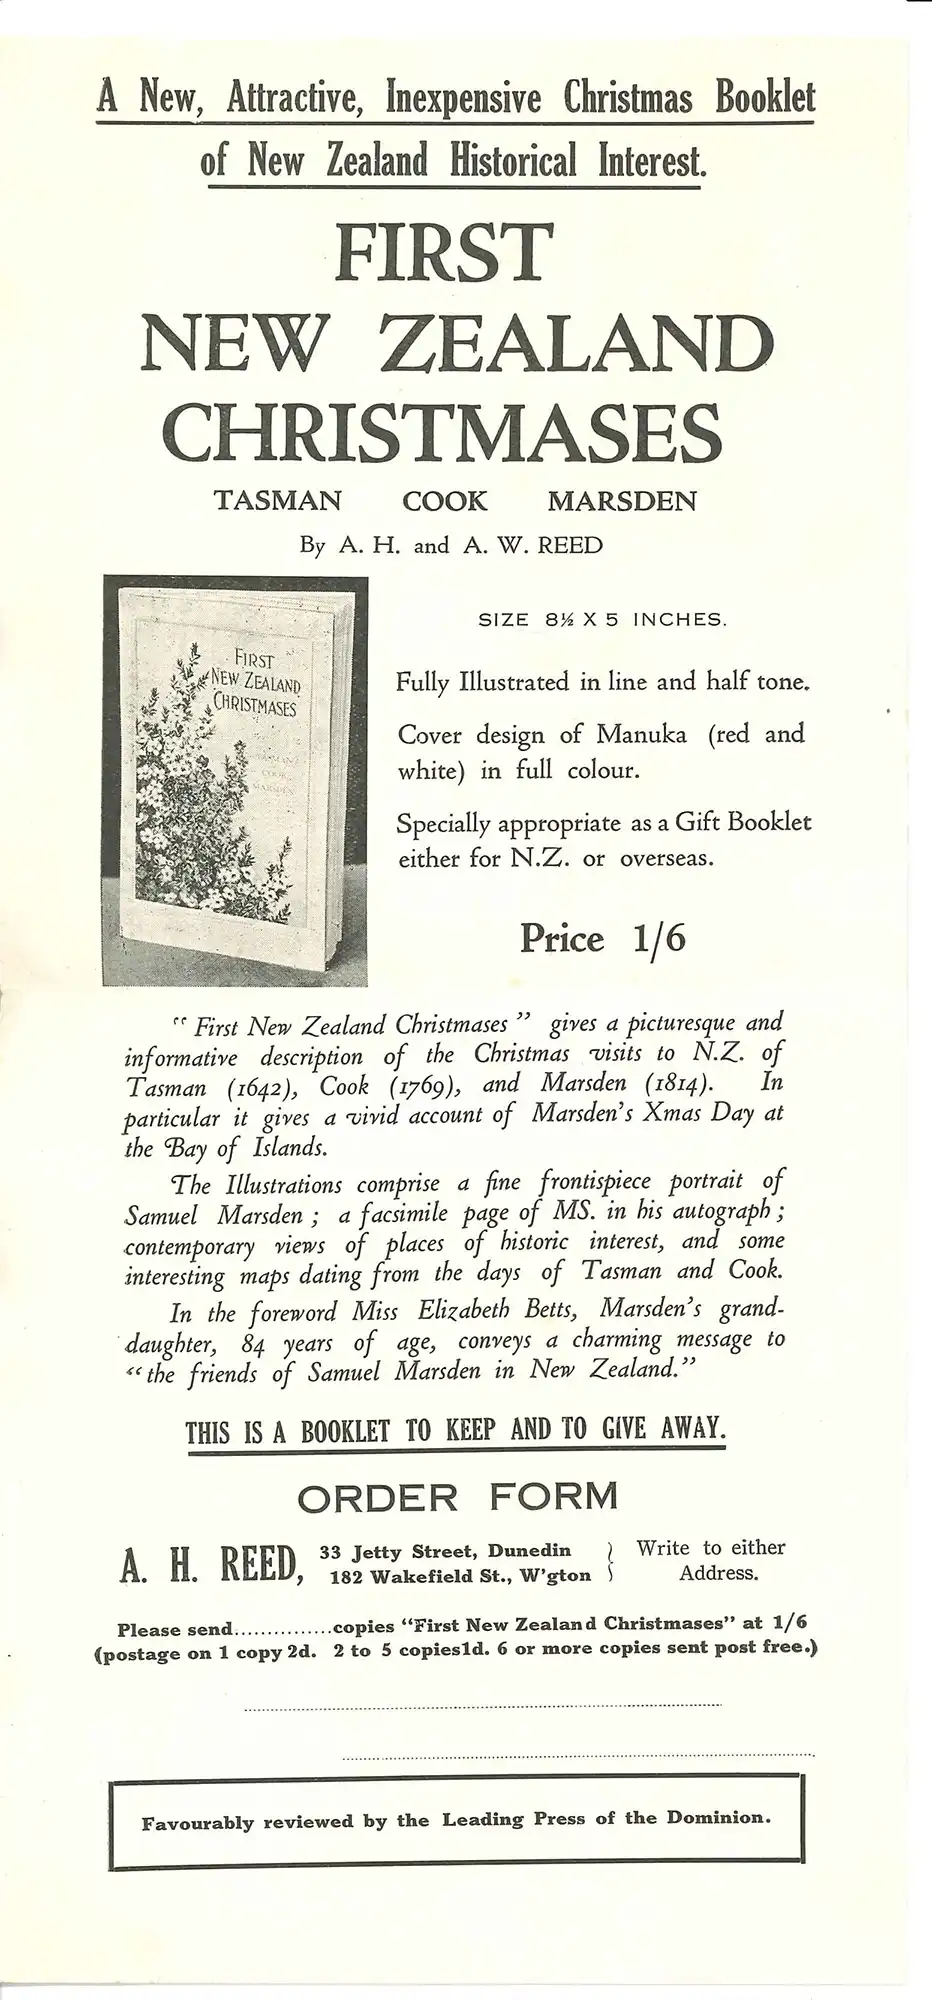 A New, Attractive, Inexpensive Christmas Booklet
of New Zealand Historical Interest.
FIRST
NEW ZEALAND
CHRISTMASES
TASMAN COOK MARSDEN
By A. H. and A. W. REED
FIRST
NEW ZEALAND
CHRISTMASES
TASMAN
COOK
MARSDEN
SIZE 8½ X 5 INCHES.
Fully Illustrated in line and half tone.
Cover design of Manuka (red and
white) in full colour.
Specially appropriate as a Gift Booklet
either for N.Z. or overseas.
Price 1/6
“ First New Zealand Christmases ” gives a picturesque and
informative description of the Christmas visits to N.Z. of
Tasman (1642), Cook (1769), and Marsden (1814). In
particular it gives a vivid account of Marsden's Xmas Day at
the Bay of Islands.
The Illustrations comprise a fine frontispiece portrait of
Samuel Marsden ; a facsimile page of MS. in his autograph ;
contemporary views of places of historic interest, and some
interesting maps dating from the days of Tasman and Cook.
In the foreword Miss Elizabeth Betts, Marsden's grand-
daughter, 84 years of age, conveys a charming message to
“the friends of Samuel Marsden in New Zealand.”
THIS IS A BOOKLET TO KEEP AND TO GIVE AWAY.
ORDER FORM
A. H. REED, 33 Jetty Street, Dunedin
182 Wakefield St., W'gton
Write to either
Address.
Please send...............copies “First New Zealand Christmases” at 1/6
(postage on 1 copy 2d. 2 to 5 copies1d. 6 or more copies sent post free.)
Favourably reviewed by the Leading Press of the Dominion.